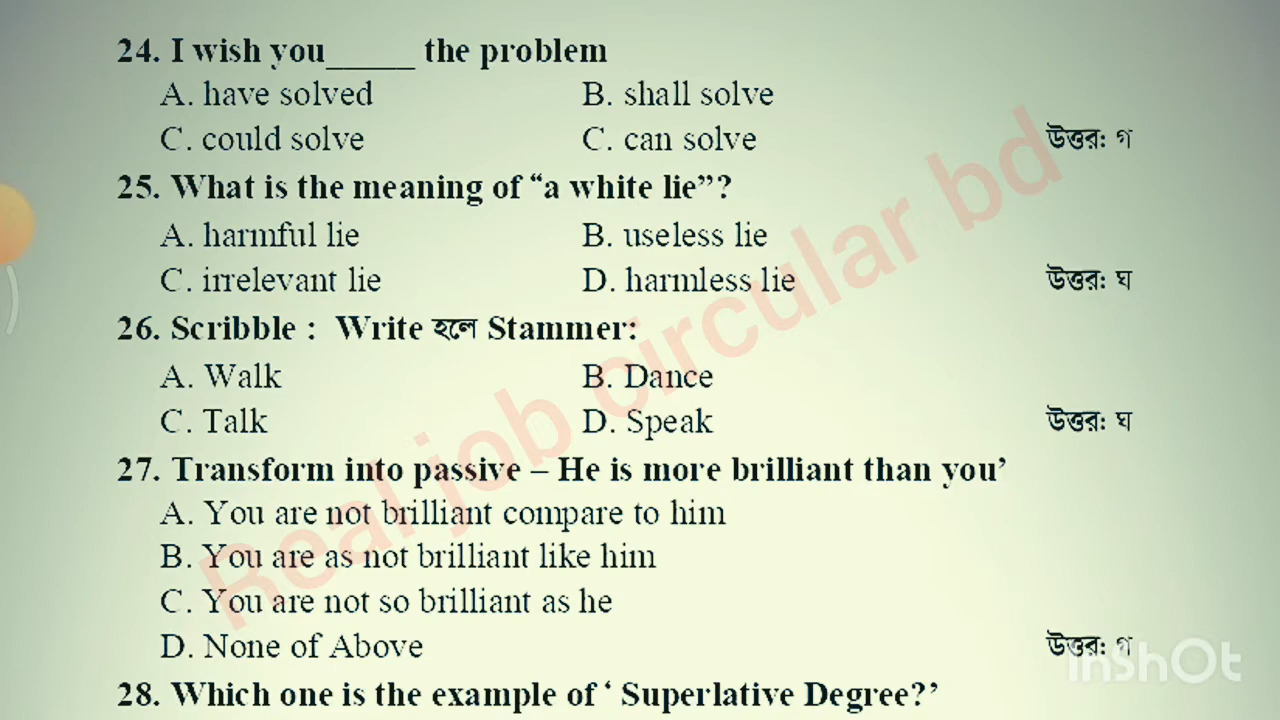 24. I wish you_____ the problem
A. have solved B. shall solve
C. could solve C. can solve উত্তর: গ
25. What is the meaning of “a white lie”?
A. harmful lie B. useless lie
C. irrelevant lie D. harmless lie উত্তর: ঘ
26. Scribble : Write হলে Stammer:
A. Walk B. Dance
C. Talk D. Speak উত্তর: ঘ
27. Transform into passive – He is more brilliant than you’
A. You are not brilliant compare to him
B. You are as not brilliant like him
C. You are not so brilliant as he
D. None of Above উত্তর: গ
28. Which one is the example of ‘ Superlative Degree?’
Real job circular bd
InShOt